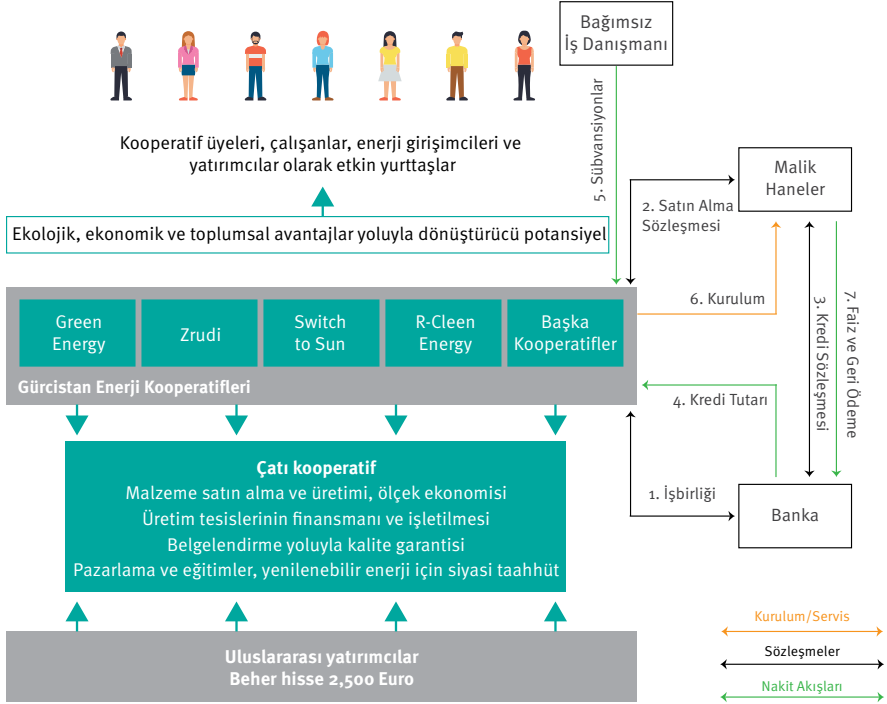 Bağımsız
İş Danışmanı
Kooperatif üyeleri, çalışanlar, enerji girişimcileri ve
yatırımcılar olarak etkin yurttaşlar
5. Sübvansiyonlar
Malik
Haneler
2. Satın Alma
Sözleşmesi
Ekolojik, ekonomik ve toplumsal avantajlar yoluyla dönüştürücü potansiyel
Green
Energy
Zrudi
Switch
to Sun
R-Cleen
Energy
Başka
Kooperatifler
Gürcistan Enerji Kooperatifleri
6. Kurulum
3. Kredi Sözleşmesi
7. Faiz ve Geri Ödeme
4. Kredi Tutarı
Çatı kooperatif
Malzeme satın alma ve üretimi, ölçek ekonomisi
Üretim tesislerinin finansmanı ve işletilmesi
Belgelendirme yoluyla kalite garantisi
Pazarlama ve eğitimler, yenilenebilir enerji için siyasi taahhüt
1. İşbirliği
Banka
Uluslararası yatırımcılar
Beher hisse 2,500 Euro
Kurulum/Servis
Sözleşmeler
Nakit Akışları